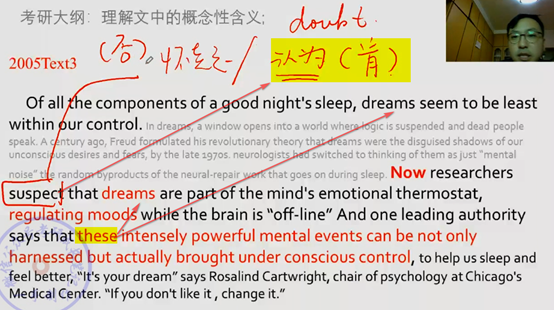 考研大纲：理解文中的概念性含义；
doubt.
2005Text3
（否）。怀疑 / 认为（肯）
Of all the components of a good night's sleep, dreams seem to be least
within our control. In dreams, a window opens into a world where logic is suspended and dead people
speak. A century ago, Freud formulated his revolutionary theory that dreams were the disguised shadows of our
unconscious desires and fears, by the late 1970s. neurologists had switched to thinking of them as just "mental
noise" the random byproducts of the neural-repair work that goes on during sleep. Now researchers
suspect that dreams are part of the mind's emotional thermostat,
regulating moods while the brain is "off-line" And one leading authority
says that these intensely powerful mental events can be not only
harnessed but actually brought under conscious control, to help us sleep and
feel better, "It's your dream" says Rosalind Cartwright, chair of psychology at Chicago's
Medical Center. "If you don't like it , change it."